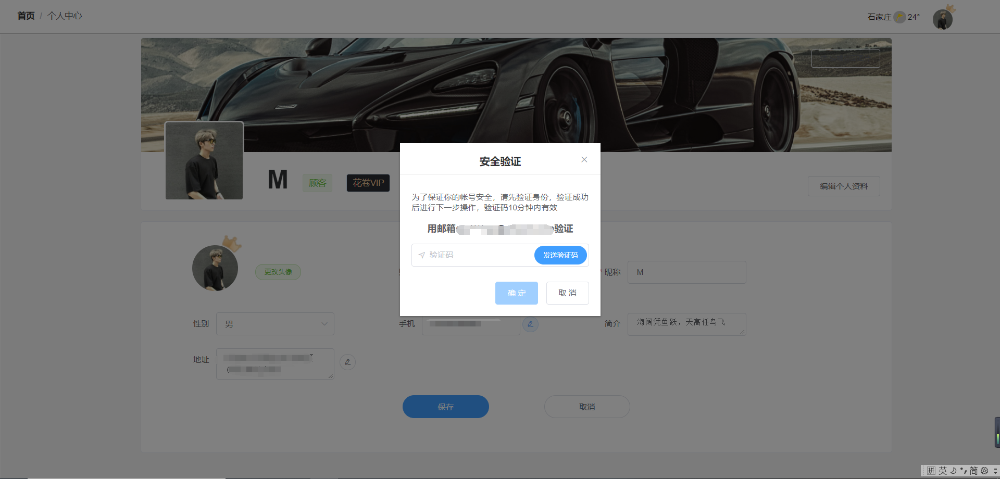 首页 / 个人中心
石家庄 24°
M
顾客
花卷VIP
编辑个人资料
安全验证
为了保证你的帐号安全，请先验证身份，验证成功
后进行下一步操作，验证码10分钟内有效
用邮箱
验证
验证码
发送验证码
确 定
取 消
更改头像
* 昵称
M
性别
男
手机
简介
海阔凭鱼跃，天高任鸟飞
地址
(
保存
取消
拼 英 简